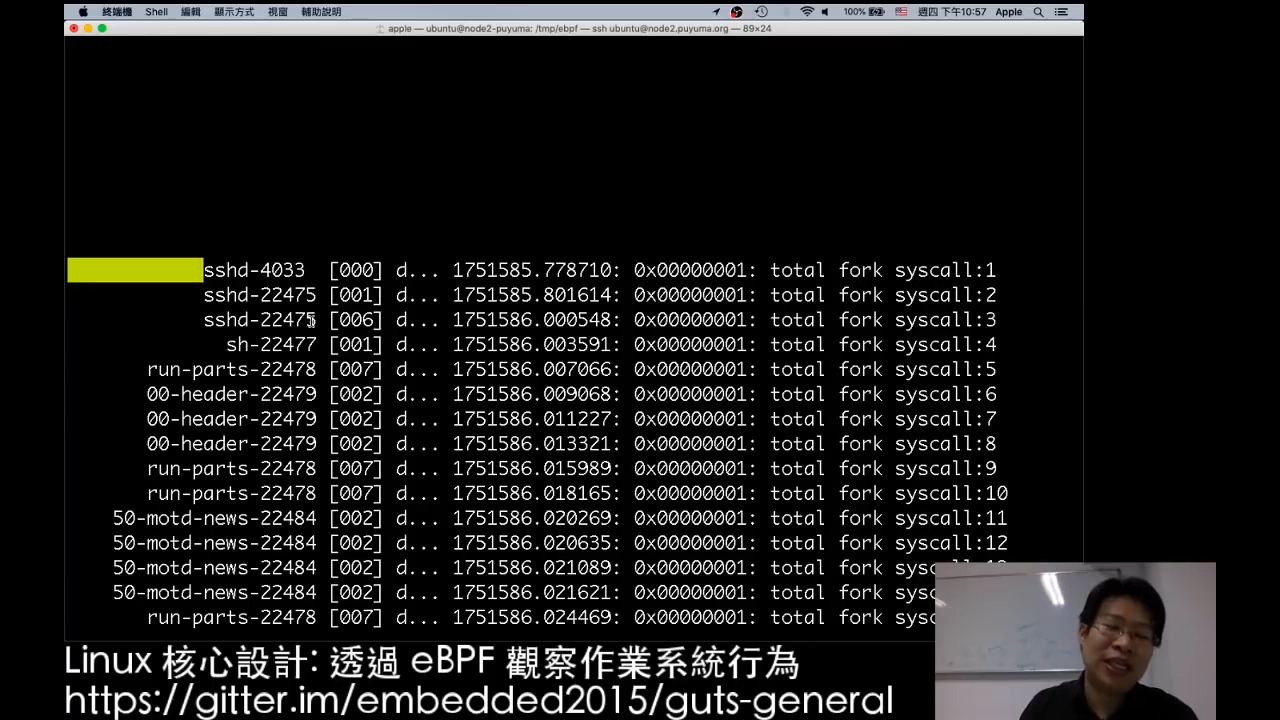 終端機 Shell 編輯 顯示方式 視窗 輔助說明 100% 週四 下午10:57 Apple
apple — ubuntu@node2-puyuma: /tmp/ebpf — ssh ubuntu@node2.puyuma.org — 89×24
sshd-4033 [000] d... 1751585.778710: 0x00000001: total fork syscall:1
sshd-22475 [001] d... 1751585.801614: 0x00000001: total fork syscall:2
sshd-22475 [006] d... 1751586.000548: 0x00000001: total fork syscall:3
sh-22477 [001] d... 1751586.003591: 0x00000001: total fork syscall:4
run-parts-22478 [007] d... 1751586.007066: 0x00000001: total fork syscall:5
00-header-22479 [002] d... 1751586.009068: 0x00000001: total fork syscall:6
00-header-22479 [002] d... 1751586.011227: 0x00000001: total fork syscall:7
00-header-22479 [002] d... 1751586.013321: 0x00000001: total fork syscall:8
run-parts-22478 [007] d... 1751586.015989: 0x00000001: total fork syscall:9
run-parts-22478 [007] d... 1751586.018165: 0x00000001: total fork syscall:10
50-motd-news-22484 [002] d... 1751586.020269: 0x00000001: total fork syscall:11
50-motd-news-22484 [002] d... 1751586.020635: 0x00000001: total fork syscall:12
50-motd-news-22484 [002] d... 1751586.021089: 0x00000001: total fork
50-motd-news-22484 [002] d... 1751586.021621: 0x00000001: total fork
run-parts-22478 [007] d... 1751586.024469: 0x00000001: total fork
Linux 核心設計: 透過 eBPF 觀察作業系統行為
https://gitter.im/embedded2015/guts-general